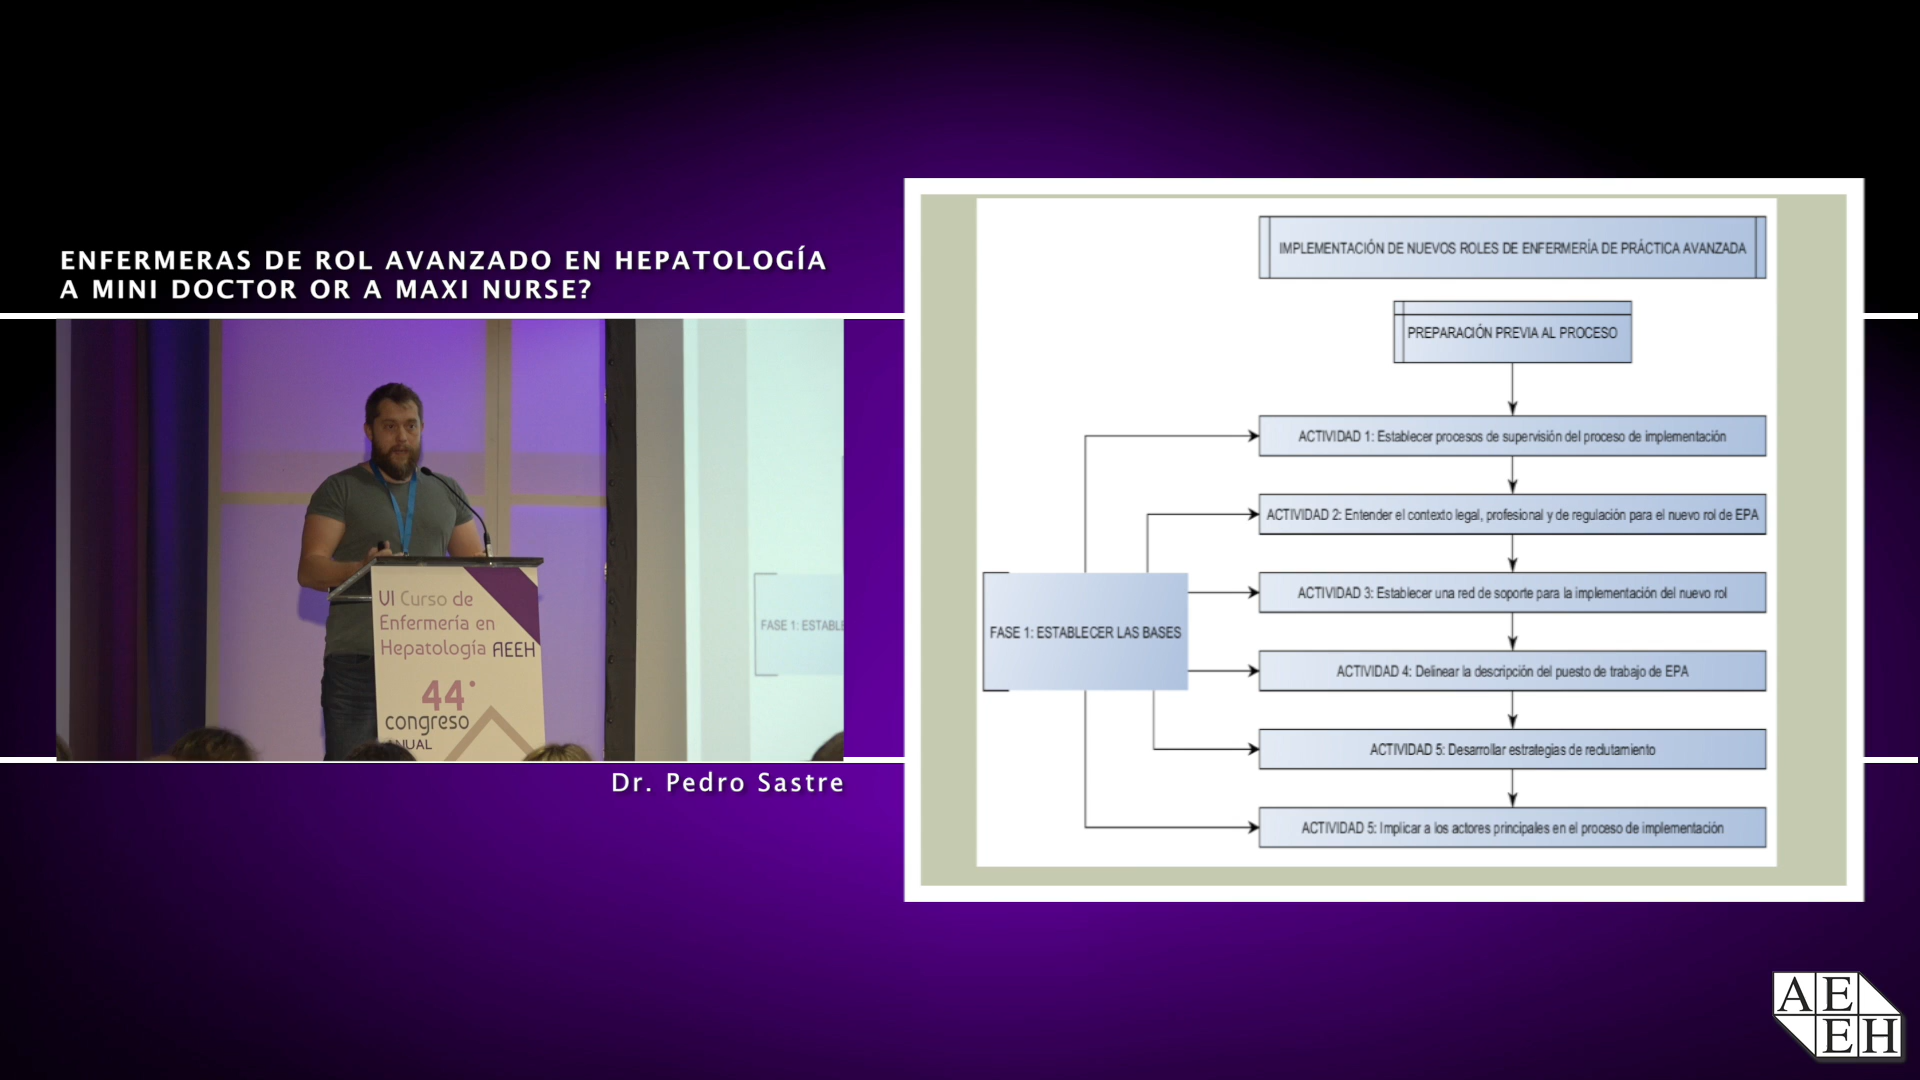 ENFERMERAS DE ROL AVANZADO EN HEPATOLOGÍA
A MINI DOCTOR OR A MAXI NURSE?
VI Curso de
Enfermería en
Hepatología AEEH
44º
congreso
FASE 1: ESTABLE
Dr. Pedro Sastre
IMPLEMENTACIÓN DE NUEVOS ROLES DE ENFERMERÍA DE PRÁCTICA AVANZADA
PREPARACIÓN PREVIA AL PROCESO
ACTIVIDAD 1: Establecer procesos de supervisión del proceso de implementación
ACTIVIDAD 2: Entender el contexto legal, profesional y de regulación para el nuevo rol de EPA
ACTIVIDAD 3: Establecer una red de soporte para la implementación del nuevo rol
FASE 1: ESTABLECER LAS BASES
ACTIVIDAD 4: Delinear la descripción del puesto de trabajo de EPA
ACTIVIDAD 5: Desarrollar estrategias de reclutamiento
ACTIVIDAD 5: Implicar a los actores principales en el proceso de implementación
AE
EH